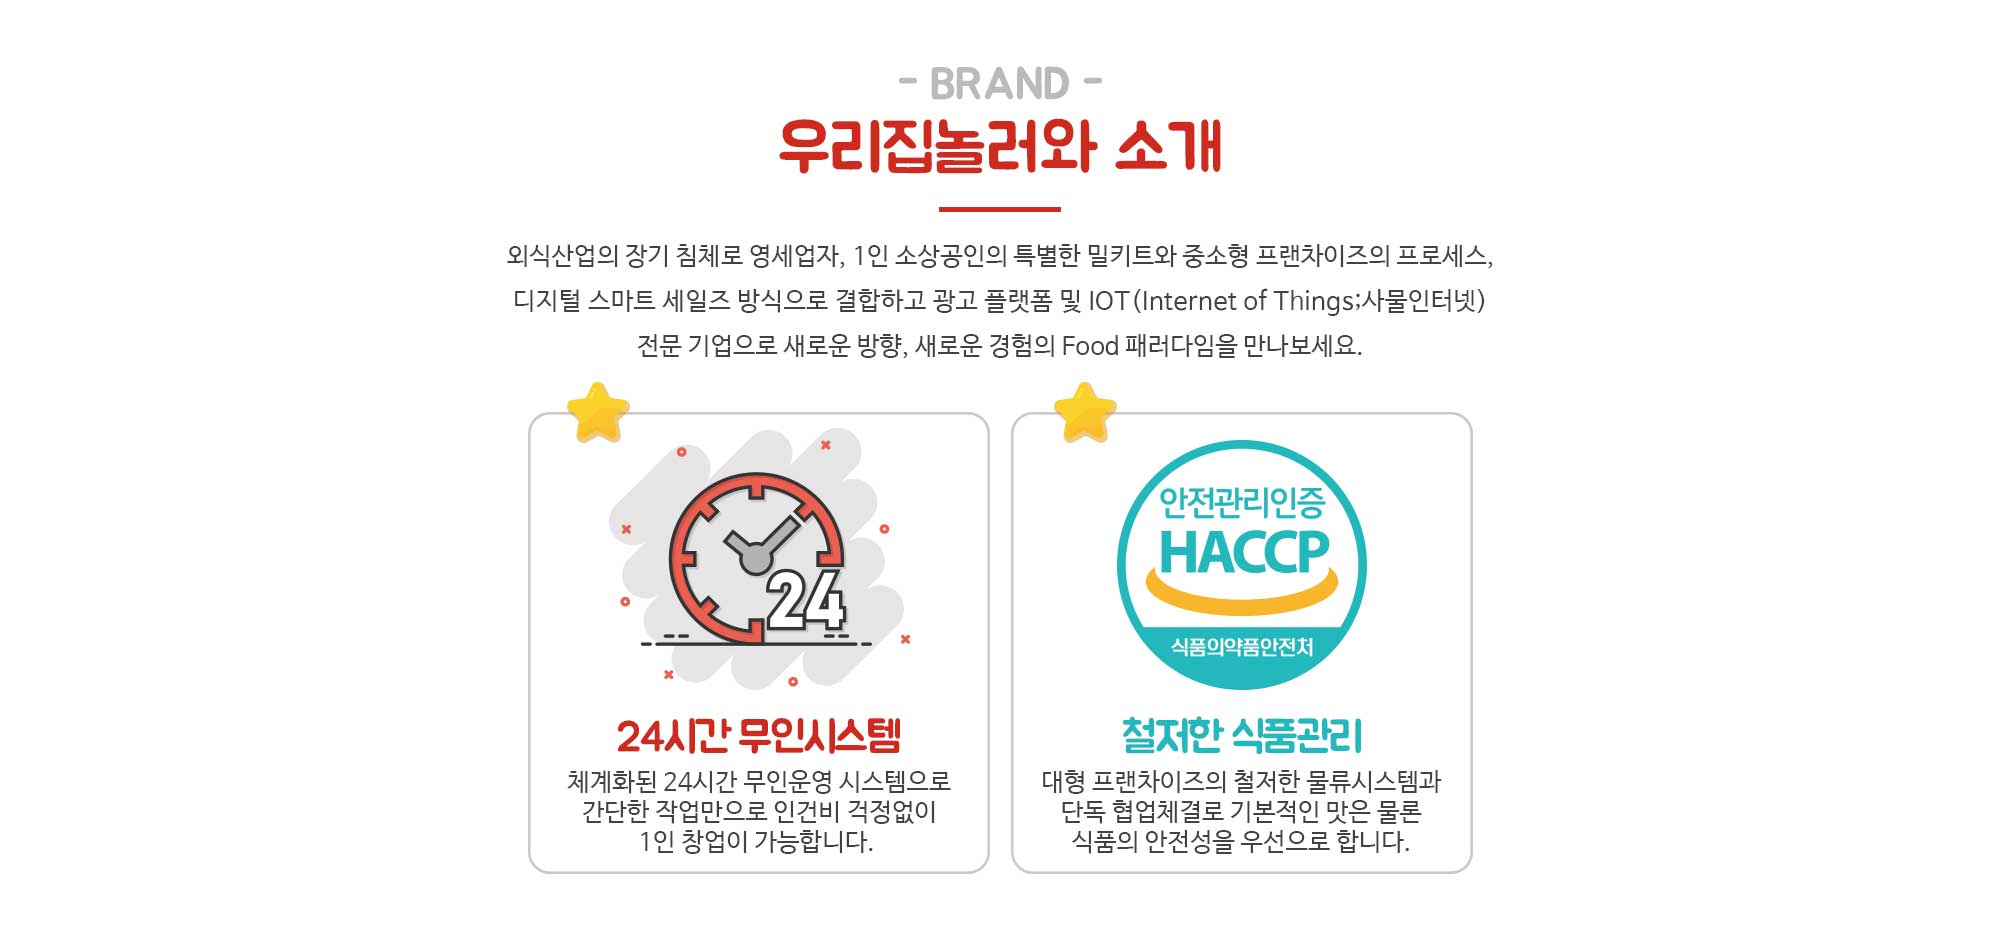 - BRAND -
우리집놀러와 소개
외식산업의 장기 침체로 영세업자, 1인 소상공인의 특별한 밀키트와 중소형 프랜차이즈의 프로세스,
디지털 스마트 세일즈 방식으로 결합하고 광고 플랫폼 및 IOT(Internet of Things;사물인터넷)
전문 기업으로 새로운 방향, 새로운 경험의 Food 패러다임을 만나보세요.
24
24시간 무인시스템
체계화된 24시간 무인운영 시스템으로
간단한 작업만으로 인건비 걱정없이
1인 창업이 가능합니다.
안전관리인증
HACCP
식품의약품안전처
철저한 식품관리
대형 프랜차이즈의 철저한 물류시스템과
단독 협업체결로 기본적인 맛은 물론
식품의 안전성을 우선으로 합니다.